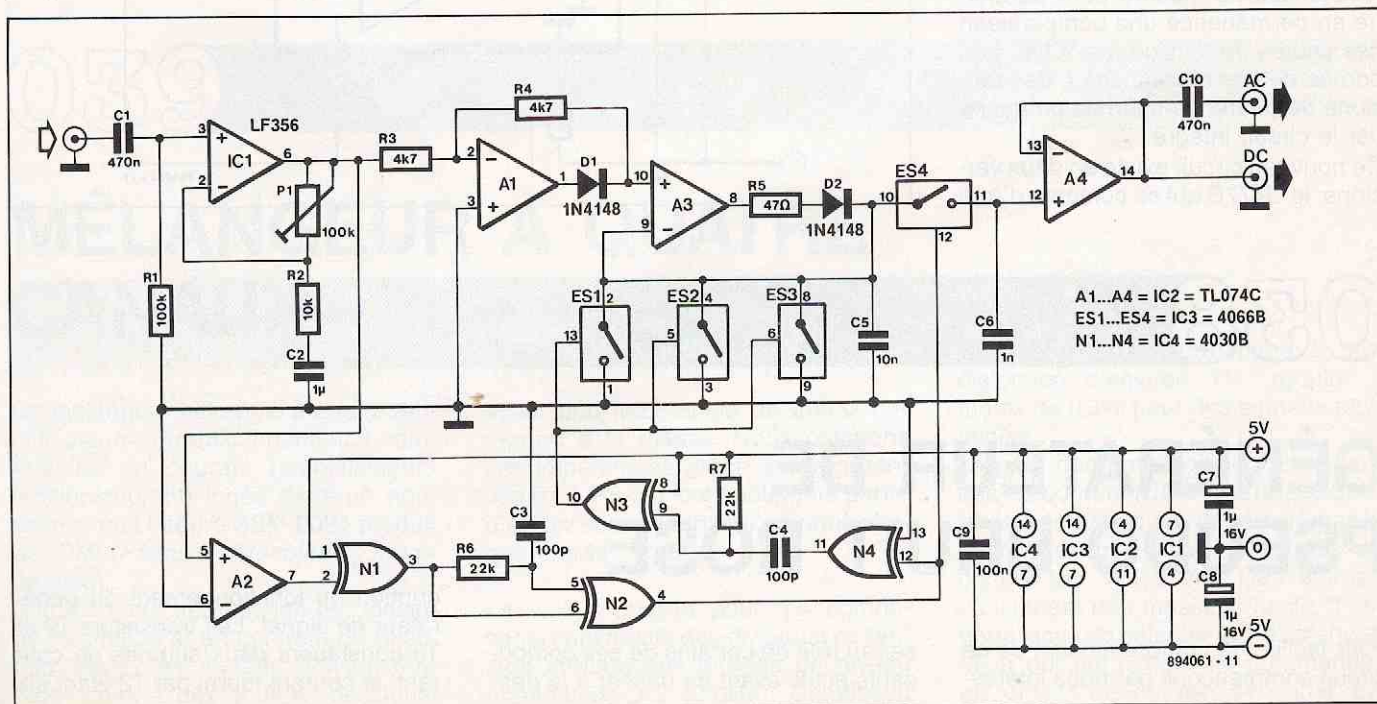 C1
470n
3
2
LF356
IC1
6
P1
100k
R1
100k
R2
10k
C2
1µ
R3
4k7
R4
4k7
2
3
A1
1
D1
1N4148
10
9
A3
8
R5
47Ω
D2
1N4148
ES4
10
11
12
13
12
A4
14
C10
470n
AC
DC
ES1
2
13
1
ES2
4
5
3
ES3
8
6
9
C5
10n
C6
1n
A1...A4 = IC2 = TL074C
ES1...ES4 = IC3 = 4066B
N1...N4 = IC4 = 4030B
5
6
A2
7
1
2
N1
3
R6
22k
C3
100p
5
6
N2
4
10
N3
8
9
R7
22k
C4
100p
11
N4
13
12
C9
100n
14
IC4
7
14
IC3
7
4
IC2
11
7
IC1
4
C7
1µ
16V
C8
1µ
16V
5V
+
0
5V
−
894061 - 11